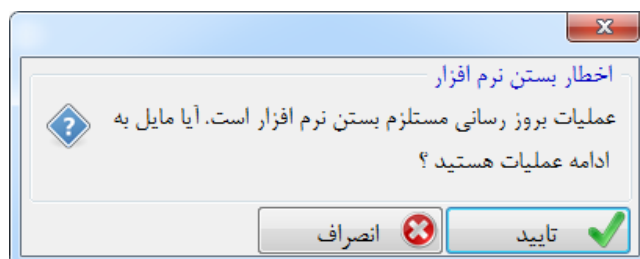 اخطار بستن نرم افزار
عملیات بروز رسانی مستلزم بستن نرم افزار است. آیا مایل به
ادامه عملیات هستید ؟
تایید
انصراف